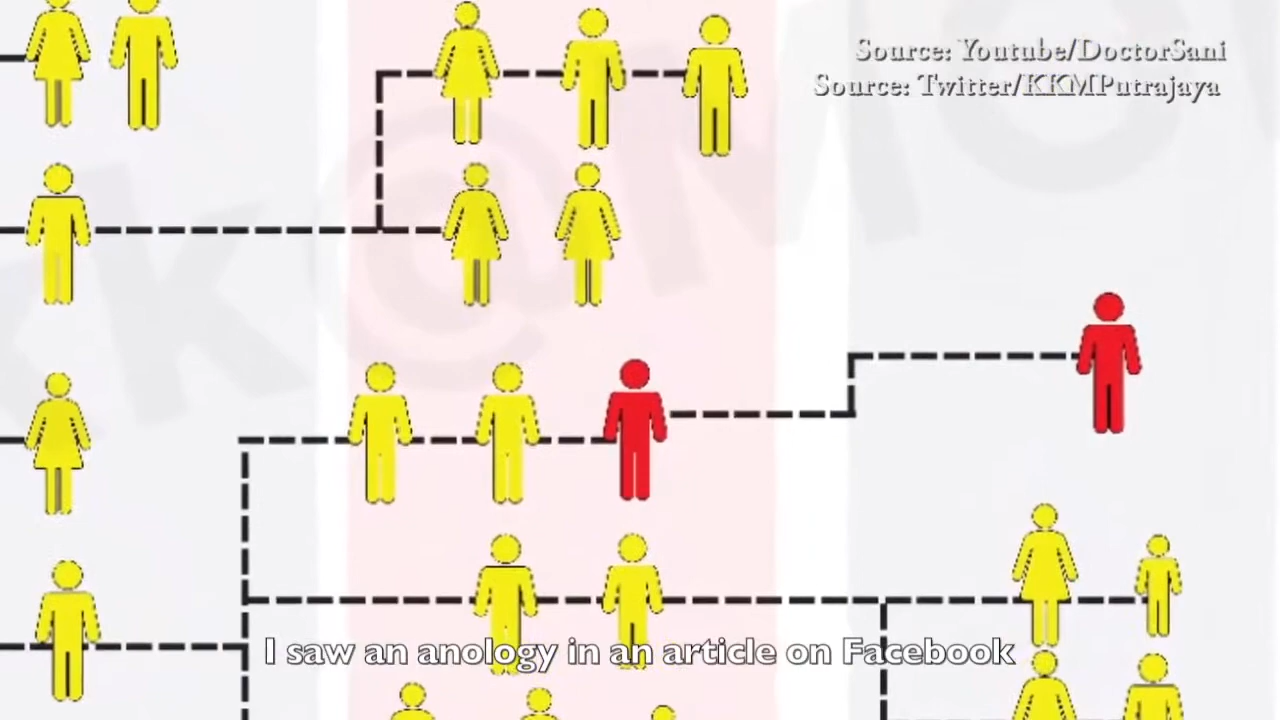 Source: Youtube/DoctorSani
Source: Twitter/KKMPutrajaya
I saw an anology in an article on Facebook